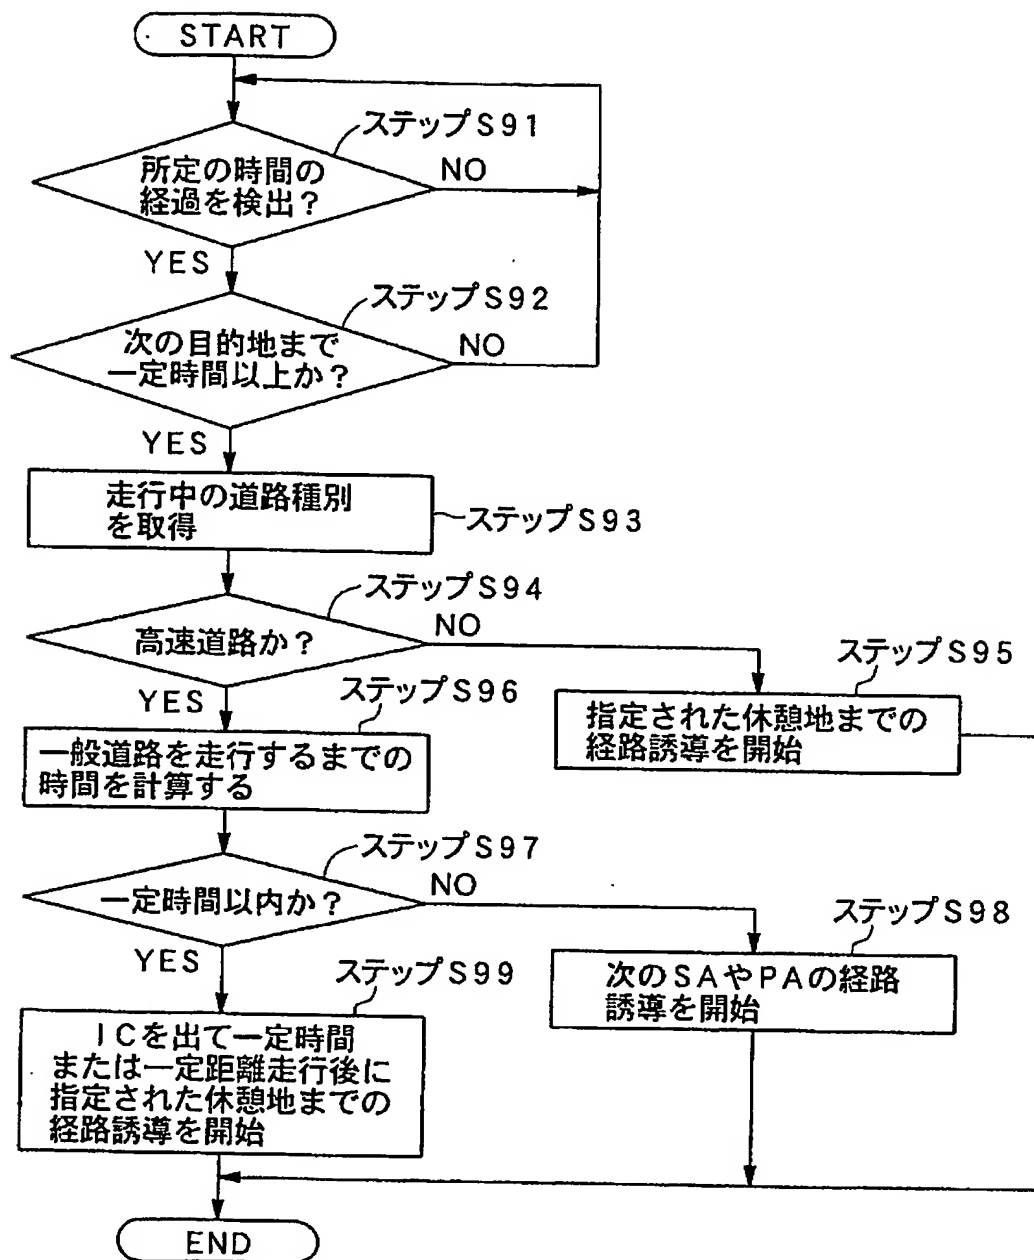 START
ステップS91
所定の時間の
経過を検出？
NO
YES
ステップS92
次の目的地まで
一定時間以上か？
NO
YES
走行中の道路種別
を取得
ステップS93
ステップS94
高速道路か？
NO
YES
ステップS95
指定された休憩地までの
経路誘導を開始
ステップS96
一般道路を走行するまでの
時間を計算する
ステップS97
一定時間以内か？
NO
YES
ステップS98
次のSAやPAの経路
誘導を開始
ステップS99
ICを出て一定時間
または一定距離走行後に
指定された休憩地までの
経路誘導を開始
END